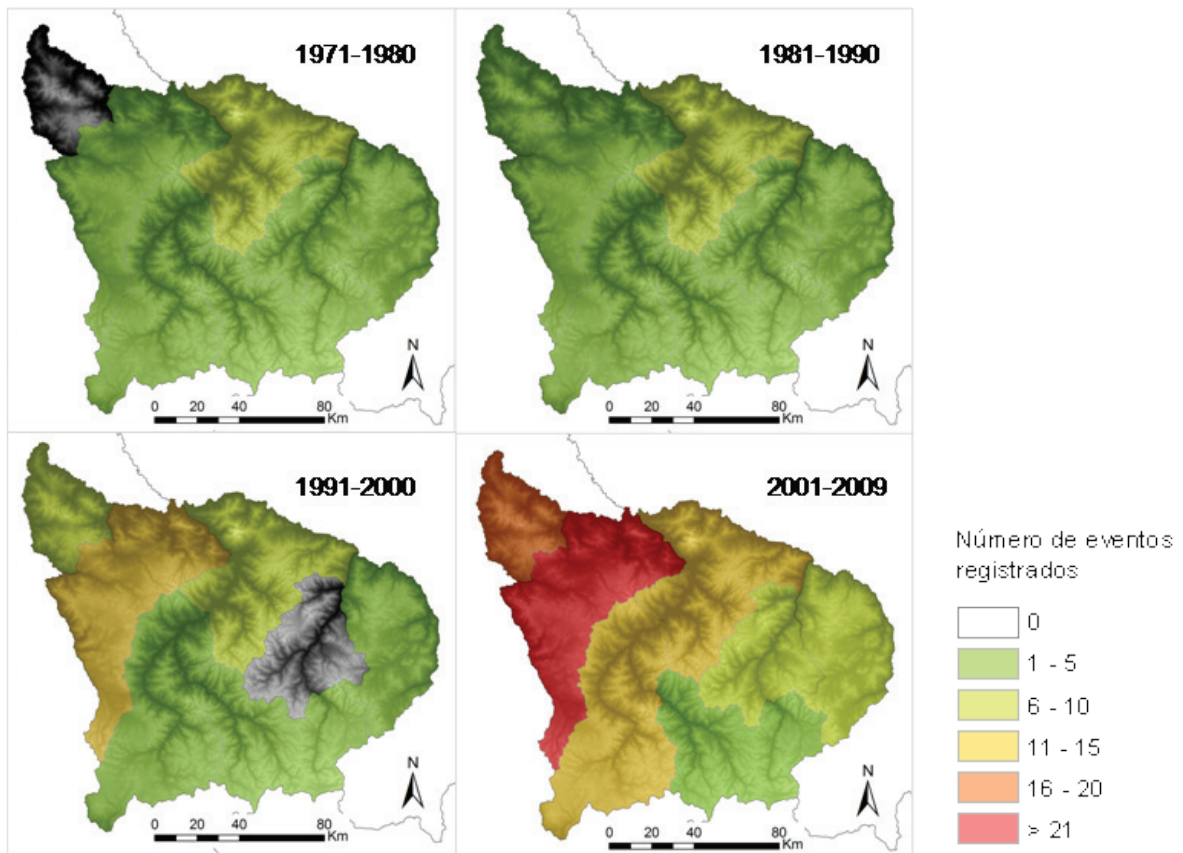 1971-1980
1981-1990
N
0 20 40 80
Km
N
0 20 40 80
Km
1991-2000
2001-2009
N
0 20 40 80
Km
N
0 20 40 80
Km
Número de eventos
registrados
0
1 - 5
6 - 10
11 - 15
16 - 20
> 21